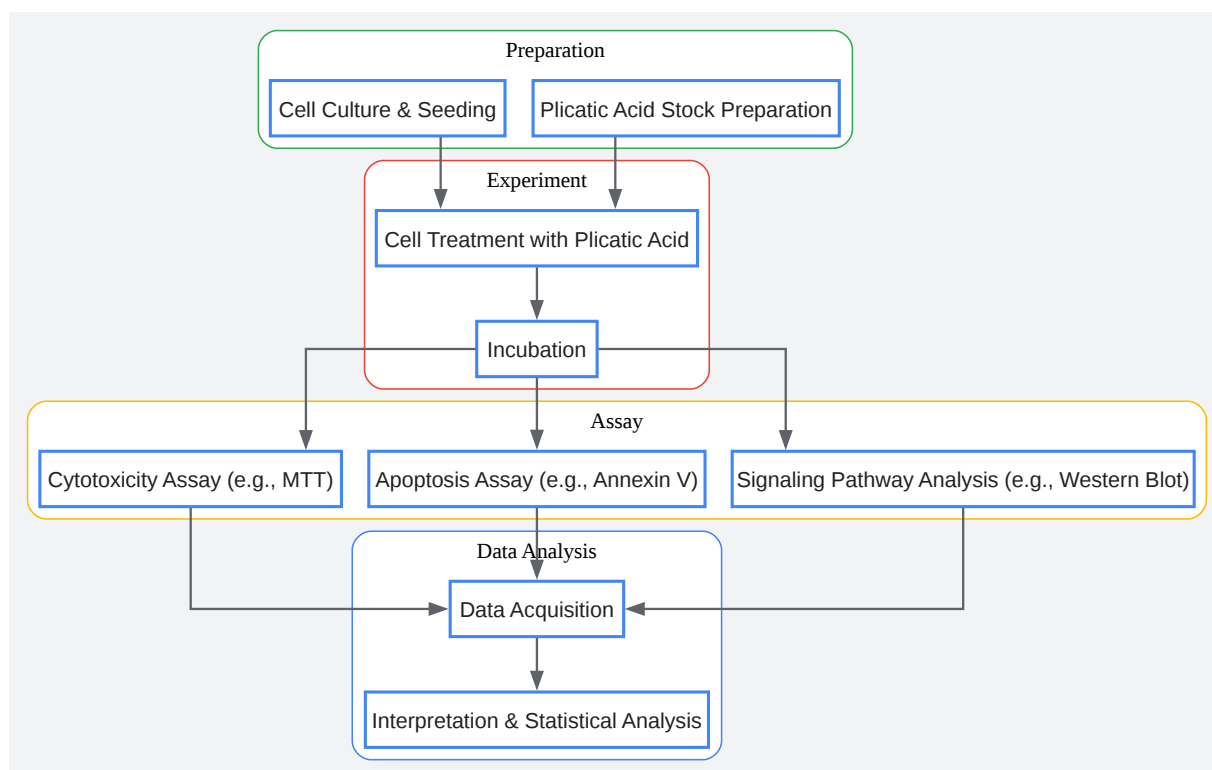 Preparation
Cell Culture & Seeding
Plicatic Acid Stock Preparation
Experiment
Cell Treatment with Plicatic Acid
Incubation
Assay
Cytotoxicity Assay (e.g., MTT)
Apoptosis Assay (e.g., Annexin V)
Signaling Pathway Analysis (e.g., Western Blot)
Data Analysis
Data Acquisition
Interpretation & Statistical Analysis